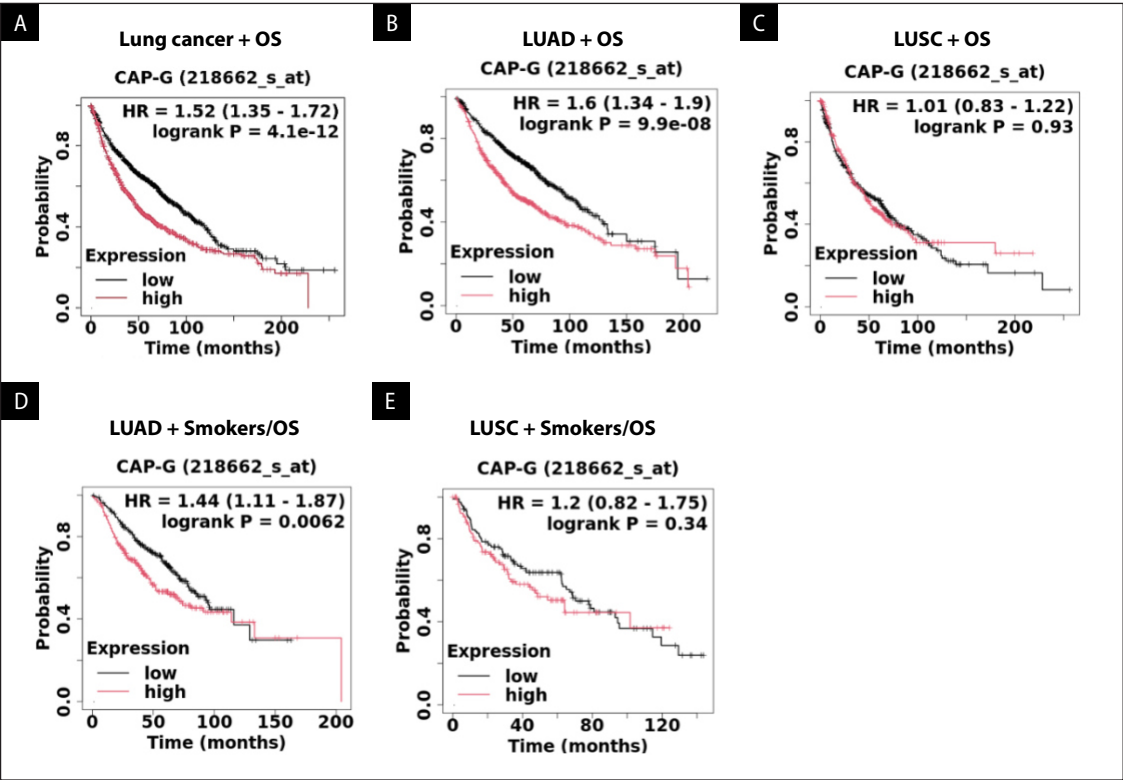 A
Lung cancer + OS
CAP-G (218662_s_at)
HR = 1.52 (1.35 - 1.72)
logrank P = 4.1e-12
Probability
0.8
0.4
0.0
Expression
low
high
0 50 100 200
Time (months)
B
LUAD + OS
CAP-G (218662_s_at)
HR = 1.6 (1.34 - 1.9)
logrank P = 9.9e-08
Probability
0.8
0.4
0.0
Expression
low
high
0 50 100 150 200
Time (months)
C
LUSC + OS
CAP-G (218662_s_at)
HR = 1.01 (0.83 - 1.22)
logrank P = 0.93
Probability
0.8
0.4
0.0
Expression
low
high
0 50 100 200
Time (months)
D
LUAD + Smokers/OS
CAP-G (218662_s_at)
HR = 1.44 (1.11 - 1.87)
logrank P = 0.0062
Probability
0.8
0.4
0.0
Expression
low
high
0 50 100 150 200
Time (months)
E
LUSC + Smokers/OS
CAP-G (218662_s_at)
HR = 1.2 (0.82 - 1.75)
logrank P = 0.34
Probability
0.8
0.4
0.0
Expression
low
high
0 40 80 120
Time (months)